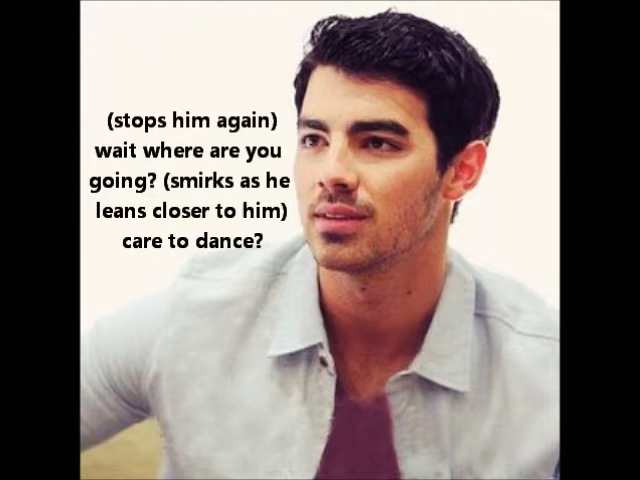 (stops him again)
wait where are you
going? (smirks as he
leans closer to him)
care to dance?